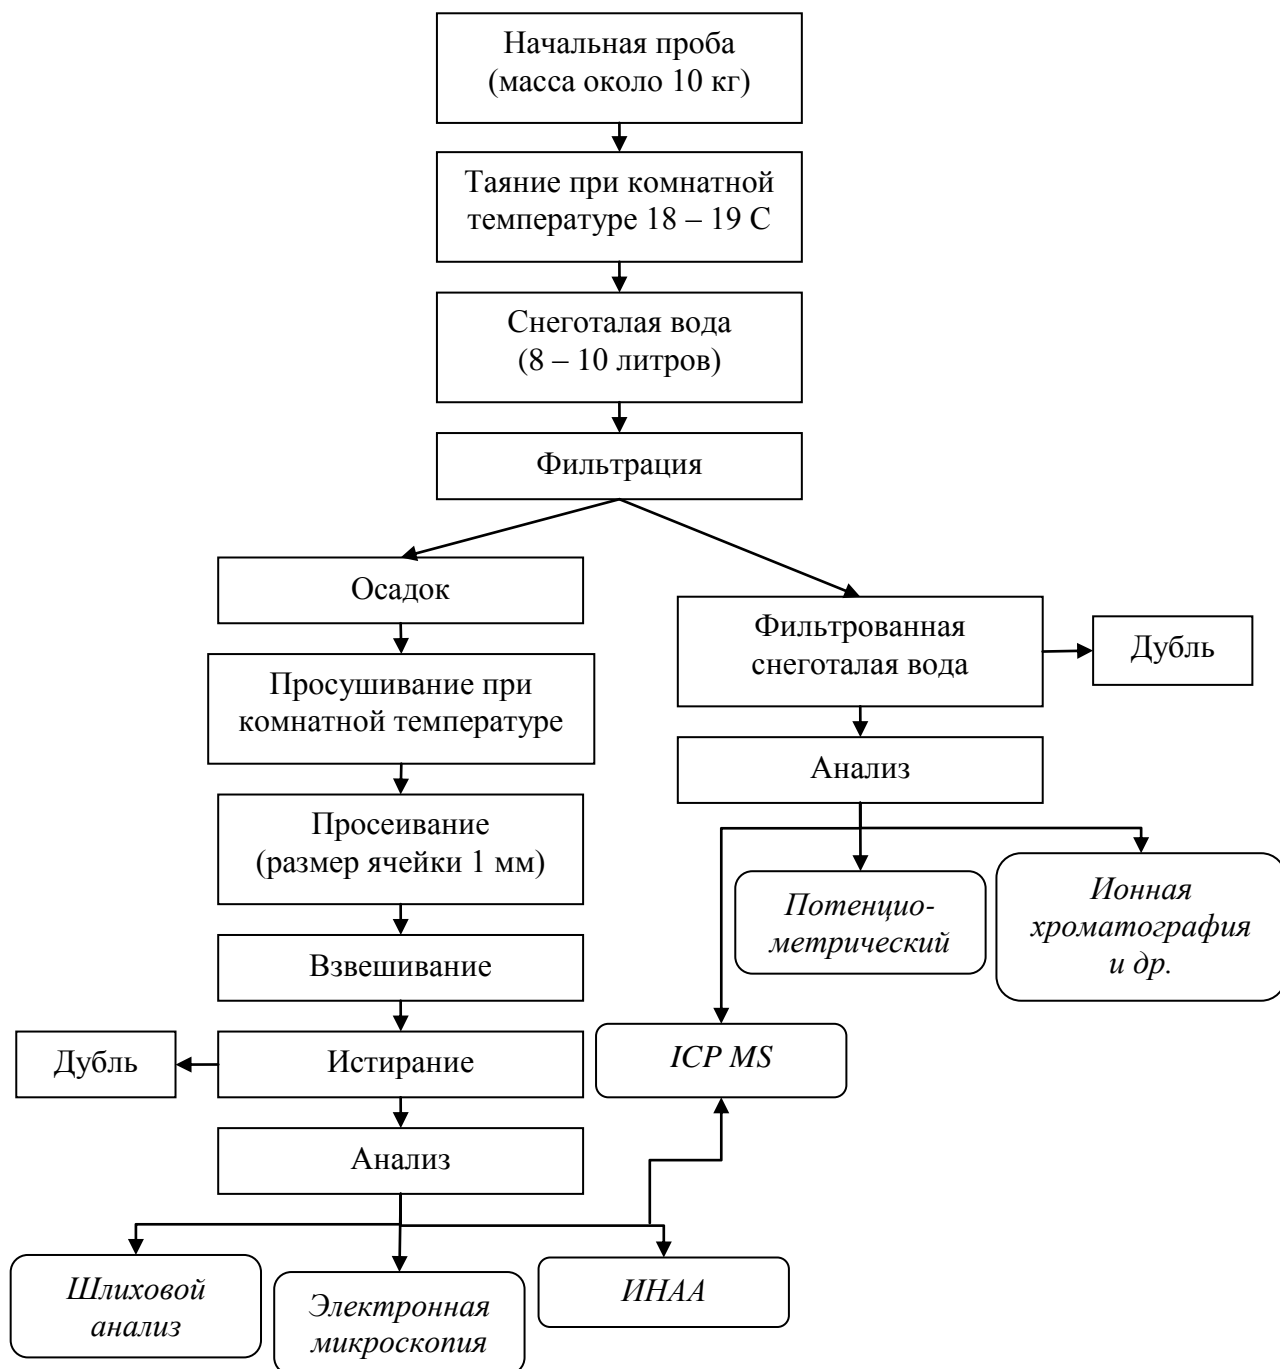 Начальная проба
(масса около 10 кг)
Таяние при комнатной
температуре 18 – 19 С
Снеготалая вода
(8 – 10 литров)
Фильтрация
Осадок
Фильтрованная
снеготалая вода
Дубль
Просушивание при
комнатной температуре
Анализ
Просеивание
(размер ячейки 1 мм)
Потенцио-
метрический
Ионная
хроматография
и др.
Взвешивание
Дубль
Истирание
ICP MS
Анализ
Шлиховой
анализ
Электронная
микроскопия
ИНАА